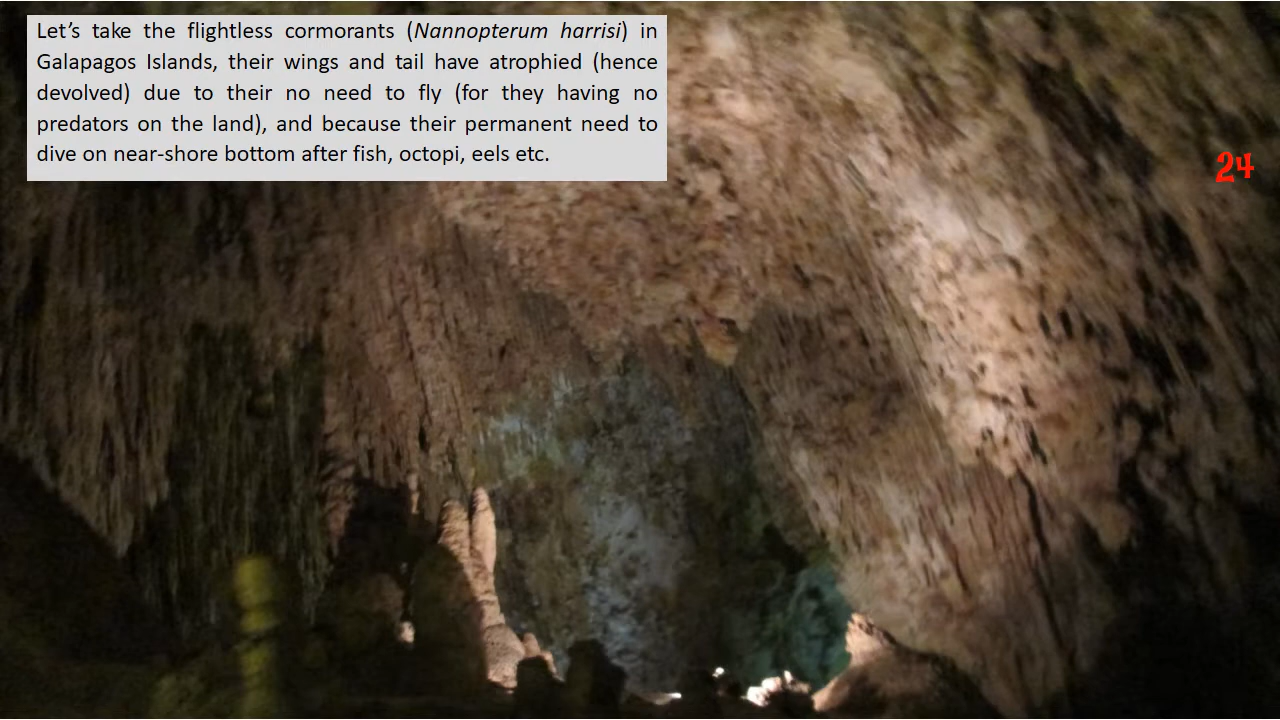 Let’s take the flightless cormorants (Nannopterum harrisi) in
Galapagos Islands, their wings and tail have atrophied (hence
devolved) due to their no need to fly (for they having no
predators on the land), and because their permanent need to
dive on near-shore bottom after fish, octopi, eels etc.
24